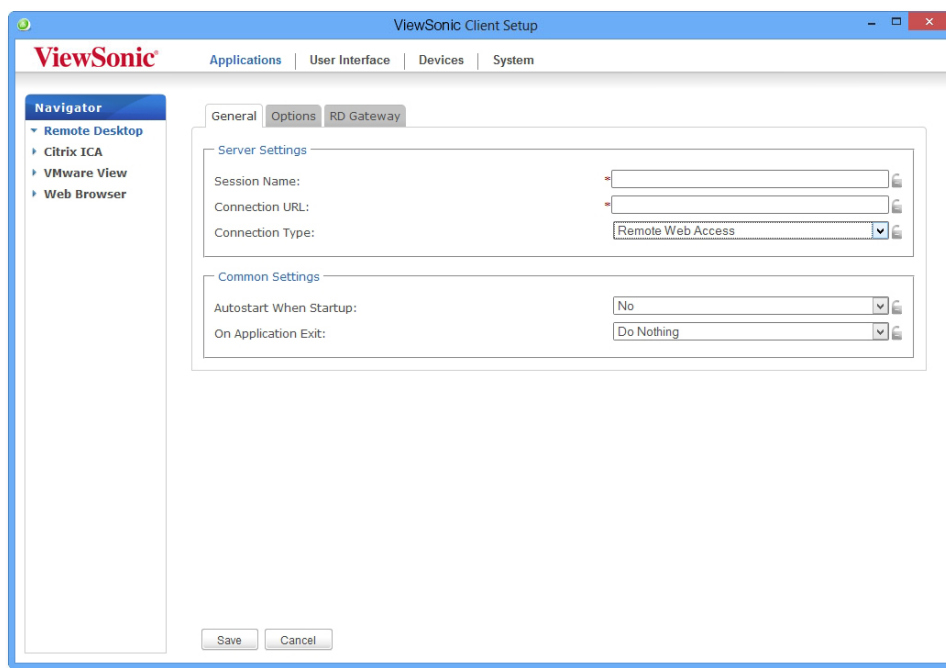 ViewSonic Client Setup
ViewSonic®
Applications | User Interface | Devices | System
Navigator
Remote Desktop
Citrix ICA
VMware View
Web Browser
General Options RD Gateway
Server Settings
Session Name: *
Connection URL: *
Connection Type: Remote Web Access
Common Settings
Autostart When Startup: No
On Application Exit: Do Nothing
Save Cancel